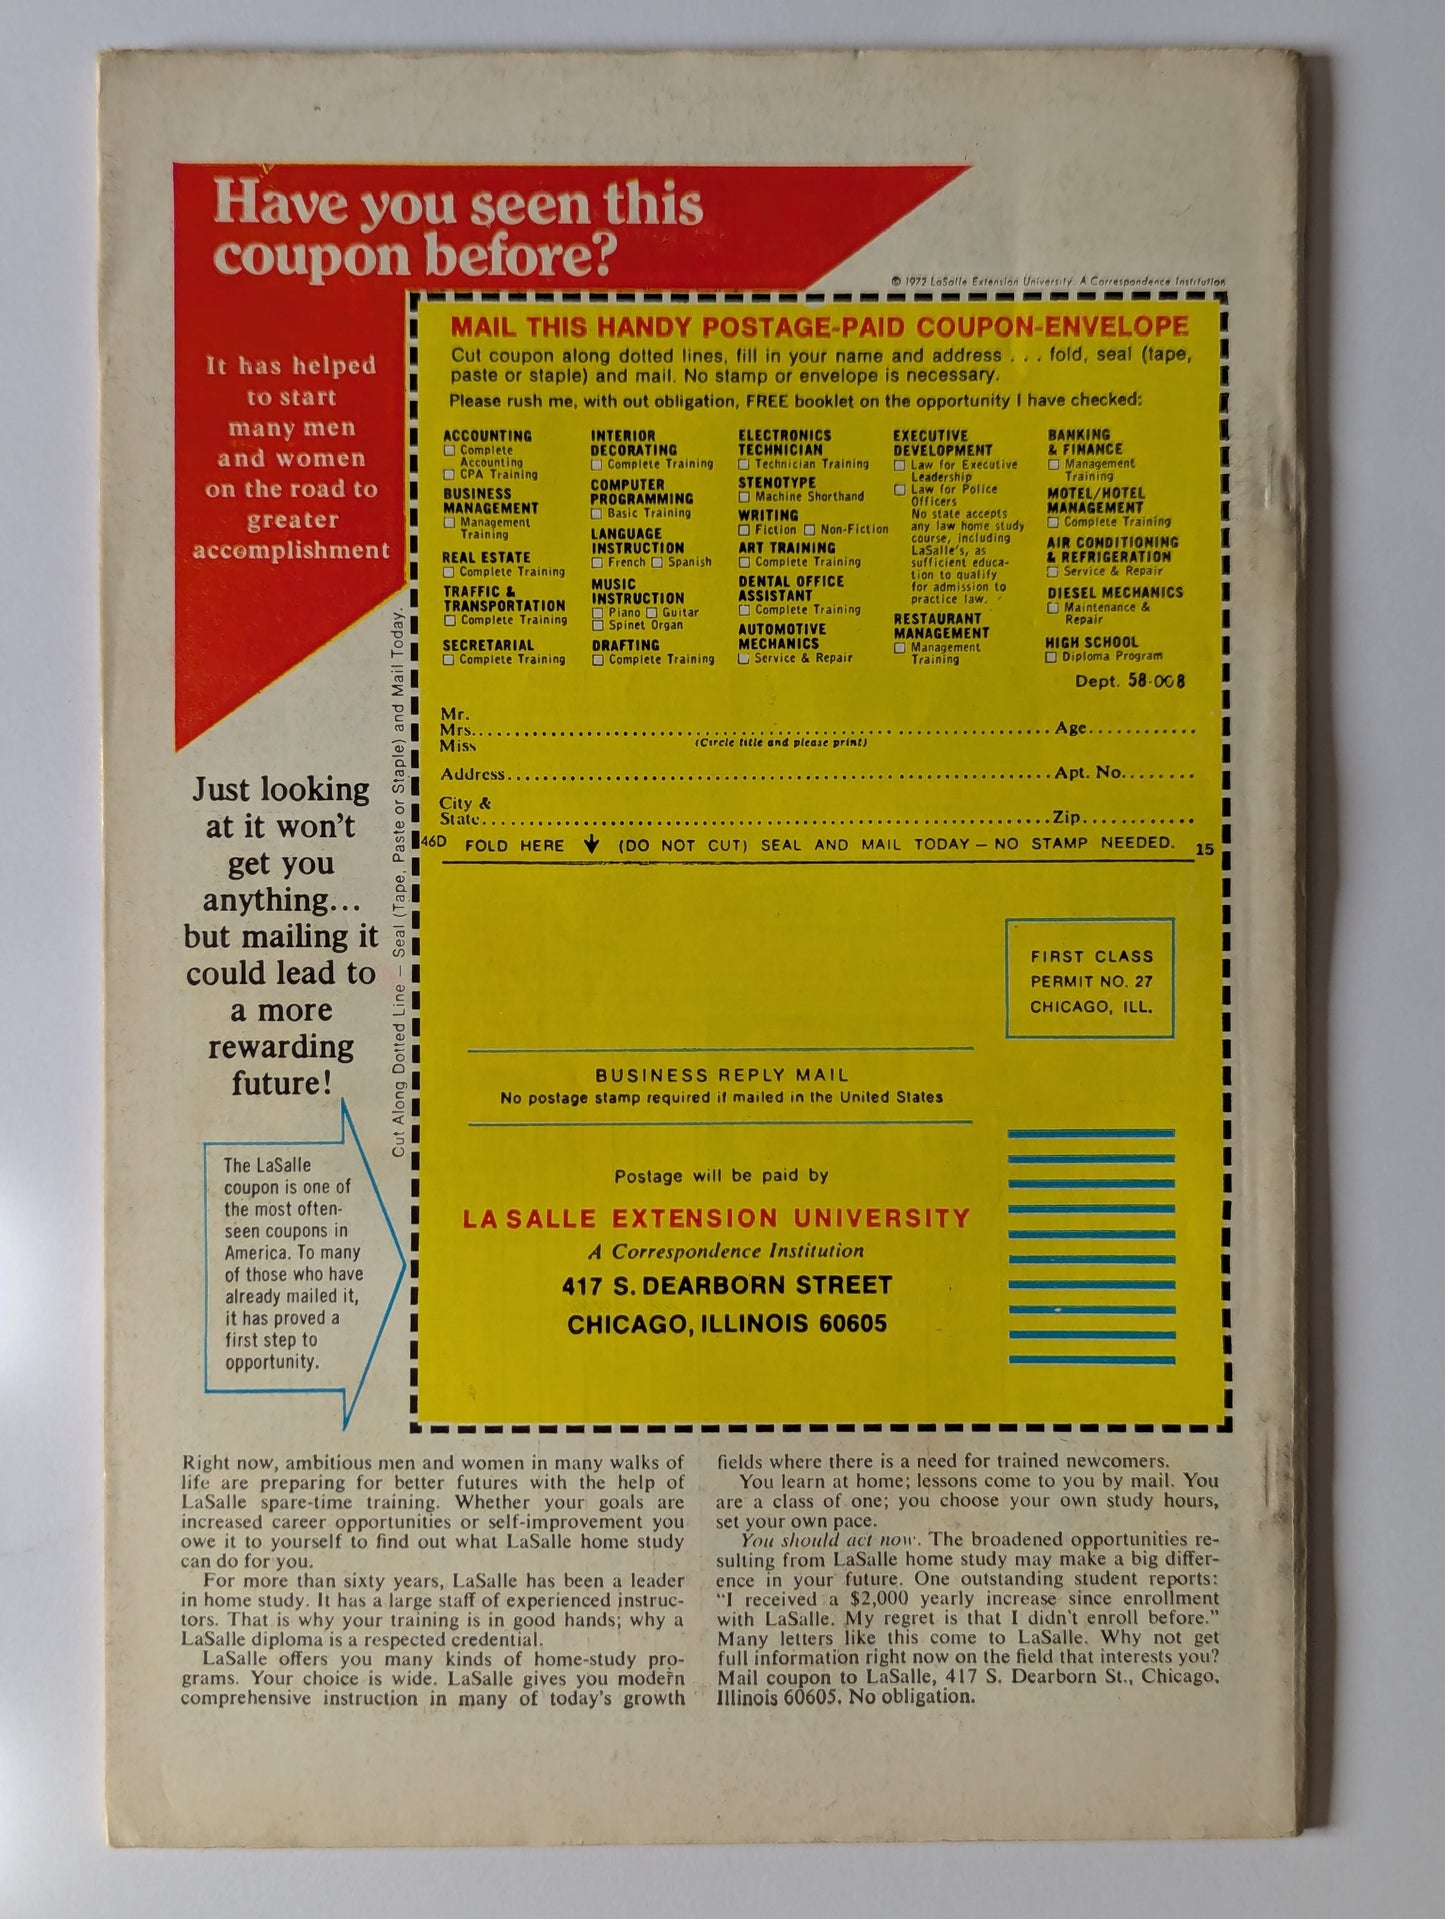 Have you seen this
coupon before?
© 1972 LaSalle Extension University. A Correspondence Institution
It has helped
to start
many men
and women
on the road to
greater
accomplishment
Just looking
at it won't
get you
anything...
but mailing it
could lead to
a more
rewarding
future!
The LaSalle
coupon is one of
the most often-
seen coupons in
America. To many
of those who have
already mailed it,
it has proved a
first step to
opportunity.
Cut Along Dotted Line — Seal (Tape, Paste or Staple) and Mail Today.
MAIL THIS HANDY POSTAGE-PAID COUPON-ENVELOPE
Cut coupon along dotted lines, fill in your name and address . . . fold, seal (tape,
paste or staple) and mail. No stamp or envelope is necessary.
Please rush me, with out obligation, FREE booklet on the opportunity I have checked:
ACCOUNTING
☐ Complete
Accounting
☐ CPA Training
BUSINESS
MANAGEMENT
☐ Management
Training
REAL ESTATE
☐ Complete Training
TRAFFIC &
TRANSPORTATION
☐ Complete Training
SECRETARIAL
☐ Complete Training
INTERIOR
DECORATING
☐ Complete Training
COMPUTER
PROGRAMMING
☐ Basic Training
LANGUAGE
INSTRUCTION
☐ French ☐ Spanish
MUSIC
INSTRUCTION
☐ Piano ☐ Guitar
☐ Spinet Organ
DRAFTING
☐ Complete Training
ELECTRONICS
TECHNICIAN
☐ Technician Training
STENOTYPE
☐ Machine Shorthand
WRITING
☐ Fiction ☐ Non-Fiction
ART TRAINING
☐ Complete Training
DENTAL OFFICE
ASSISTANT
☐ Complete Training
AUTOMOTIVE
MECHANICS
☐ Service & Repair
EXECUTIVE
DEVELOPMENT
☐ Law for Executive
Leadership
☐ Law for Police
Officers
No state accepts
any law home study
course, including
LaSalle's, as
sufficient educa-
tion to qualify
for admission to
practice law.
RESTAURANT
MANAGEMENT
☐ Management
Training
BANKING
& FINANCE
☐ Management
Training
MOTEL/HOTEL
MANAGEMENT
☐ Complete Training
AIR CONDITIONING
& REFRIGERATION
☐ Service & Repair
DIESEL MECHANICS
☐ Maintenance &
Repair
HIGH SCHOOL
☐ Diploma Program
Dept. 58-008
Mr.
Mrs. Age
Miss (Circle title and please print)
Address Apt. No.
City &
State Zip
46D FOLD HERE ↓ (DO NOT CUT) SEAL AND MAIL TODAY — NO STAMP NEEDED. 15
FIRST CLASS
PERMIT NO. 27
CHICAGO, ILL.
BUSINESS REPLY MAIL
No postage stamp required if mailed in the United States
Postage will be paid by
LA SALLE EXTENSION UNIVERSITY
A Correspondence Institution
417 S. DEARBORN STREET
CHICAGO, ILLINOIS 60605
Right now, ambitious men and women in many walks of
life are preparing for better futures with the help of
LaSalle spare-time training. Whether your goals are
increased career opportunities or self-improvement you
owe it to yourself to find out what LaSalle home study
can do for you.
For more than sixty years, LaSalle has been a leader
in home study. It has a large staff of experienced instruc-
tors. That is why your training is in good hands; why a
LaSalle diploma is a respected credential.
LaSalle offers you many kinds of home-study pro-
grams. Your choice is wide. LaSalle gives you modern
comprehensive instruction in many of today's growth
fields where there is a need for trained newcomers.
You learn at home; lessons come to you by mail. You
are a class of one; you choose your own study hours,
set your own pace.
You should act now. The broadened opportunities re-
sulting from LaSalle home study may make a big differ-
ence in your future. One outstanding student reports:
"I received a $2,000 yearly increase since enrollment
with LaSalle. My regret is that I didn't enroll before."
Many letters like this come to LaSalle. Why not get
full information right now on the field that interests you?
Mail coupon to LaSalle, 417 S. Dearborn St., Chicago,
Illinois 60605. No obligation.